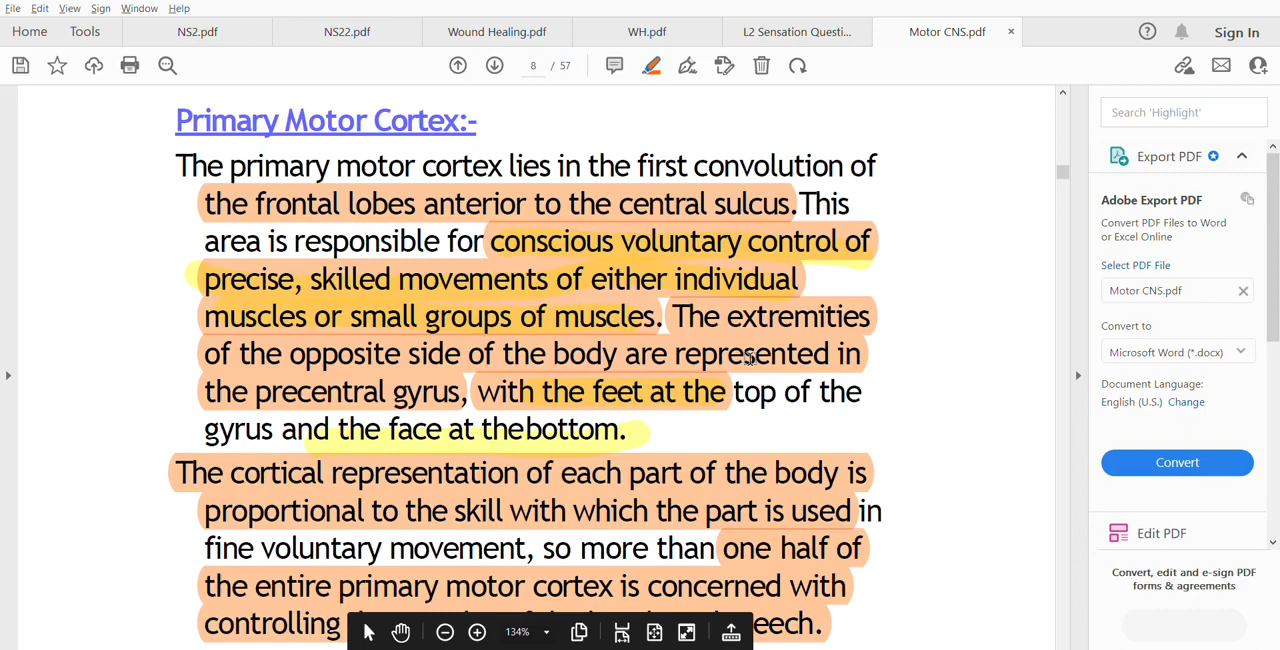 File Edit View Sign Window Help
Home Tools NS2.pdf NS22.pdf Wound Healing.pdf WH.pdf L2 Sensation Questi... Motor CNS.pdf × Sign In
8 / 57
Primary Motor Cortex:-
The primary motor cortex lies in the first convolution of
the frontal lobes anterior to the central sulcus.This
area is responsible for conscious voluntary control of
precise, skilled movements of either individual
muscles or small groups of muscles. The extremities
of the opposite side of the body are represented in
the precentral gyrus, with the feet at the top of the
gyrus and the face at thebottom.
The cortical representation of each part of the body is
proportional to the skill with which the part is used in
fine voluntary movement, so more than one half of
the entire primary motor cortex is concerned with
controlling
134%
Search 'Highlight'
Export PDF
Adobe Export PDF
Convert PDF Files to Word
or Excel Online
Select PDF File
Motor CNS.pdf
Convert to
Microsoft Word (*.docx)
Document Language:
English (U.S.) Change
Convert
Edit PDF
Convert, edit and e-sign PDF
forms & agreements